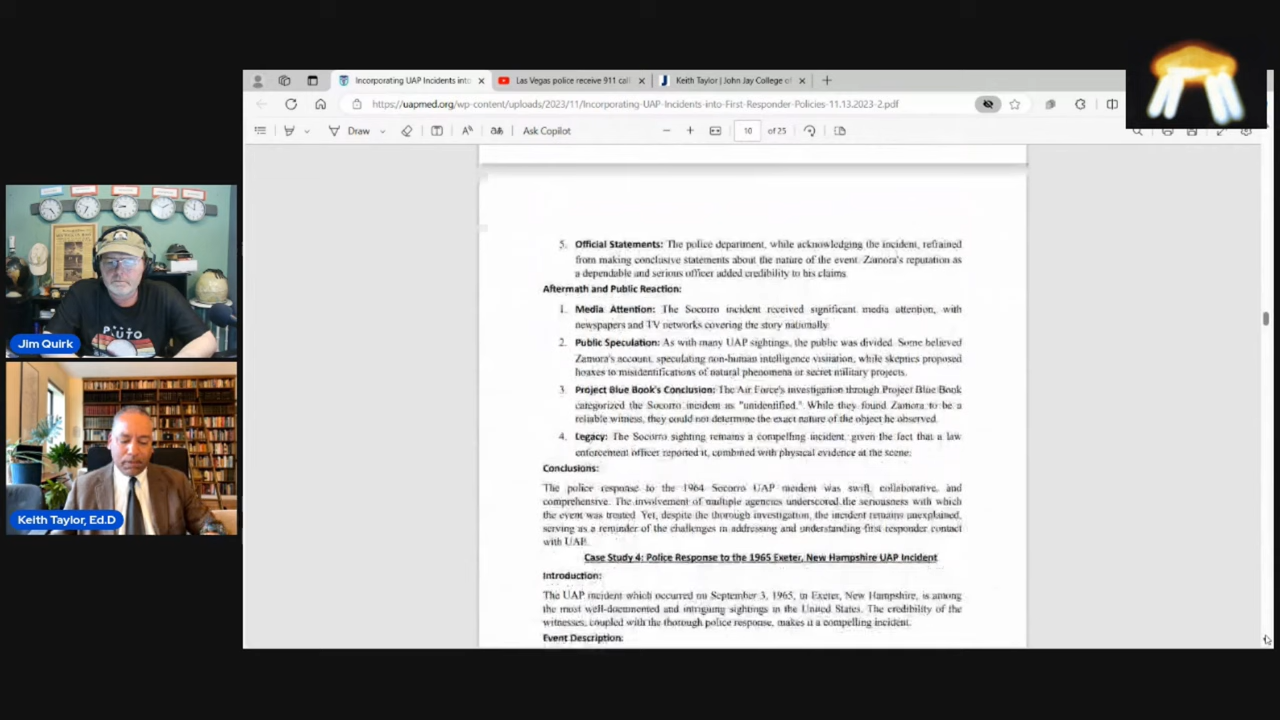 Incorporating UAP Incidents into
Las Vegas police receive 911 call
Keith Taylor | John Jay College of
https://uapmed.org/wp-content/uploads/2023/11/Incorporating-UAP-Incidents-into-First-Responder-Policies-11.13.2023-2.pdf
Draw
Ask Copilot
10 of 25
5. Official Statements: The police department, while acknowledging the incident, refrained
from making conclusive statements about the nature of the event. Zamora's reputation as
a dependable and serious officer added credibility to his claims.
Aftermath and Public Reaction:
1. Media Attention: The Socorro incident received significant media attention, with
newspapers and TV networks covering the story nationally.
2. Public Speculation: As with many UAP sightings, the public was divided. Some believed
Zamora's account, speculating non-human intelligence visitation, while skeptics proposed
hoaxes to misidentifications of natural phenomena or secret military projects.
3. Project Blue Book's Conclusion: The Air Force's investigation through Project Blue Book
categorized the Socorro incident as "unidentified." While they found Zamora to be a
reliable witness, they could not determine the exact nature of the object he observed.
4. Legacy: The Socorro sighting remains a compelling incident, given the fact that a law
enforcement officer reported it, combined with physical evidence at the scene.
Conclusions:
The police response to the 1964 Socorro UAP incident was swift, collaborative, and
comprehensive. The involvement of multiple agencies underscored the seriousness with which
the event was treated. Yet, despite the thorough investigation, the incident remains unexplained,
serving as a reminder of the challenges in addressing and understanding first responder contact
with UAP.
Case Study 4: Police Response to the 1965 Exeter, New Hampshire UAP Incident
Introduction:
The UAP incident which occurred on September 3, 1965, in Exeter, New Hampshire, is among
the most well-documented and intriguing sightings in the United States. The credibility of the
witnesses, coupled with the thorough police response, makes it a compelling incident.
Event Description:
Jim Quirk
Keith Taylor, Ed.D